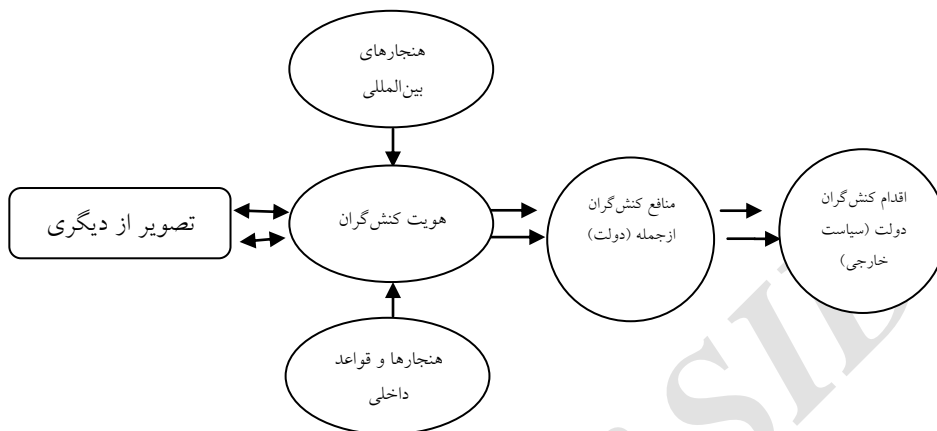 هنجارهای
بین‌المللی
تصویر از دیگری
هویت کنش‌گران
منافع کنش‌گران
ازجمله (دولت)
اقدام کنش‌گران
دولت (سیاست
خارجی)
هنجارها و قواعد
داخلی
SID